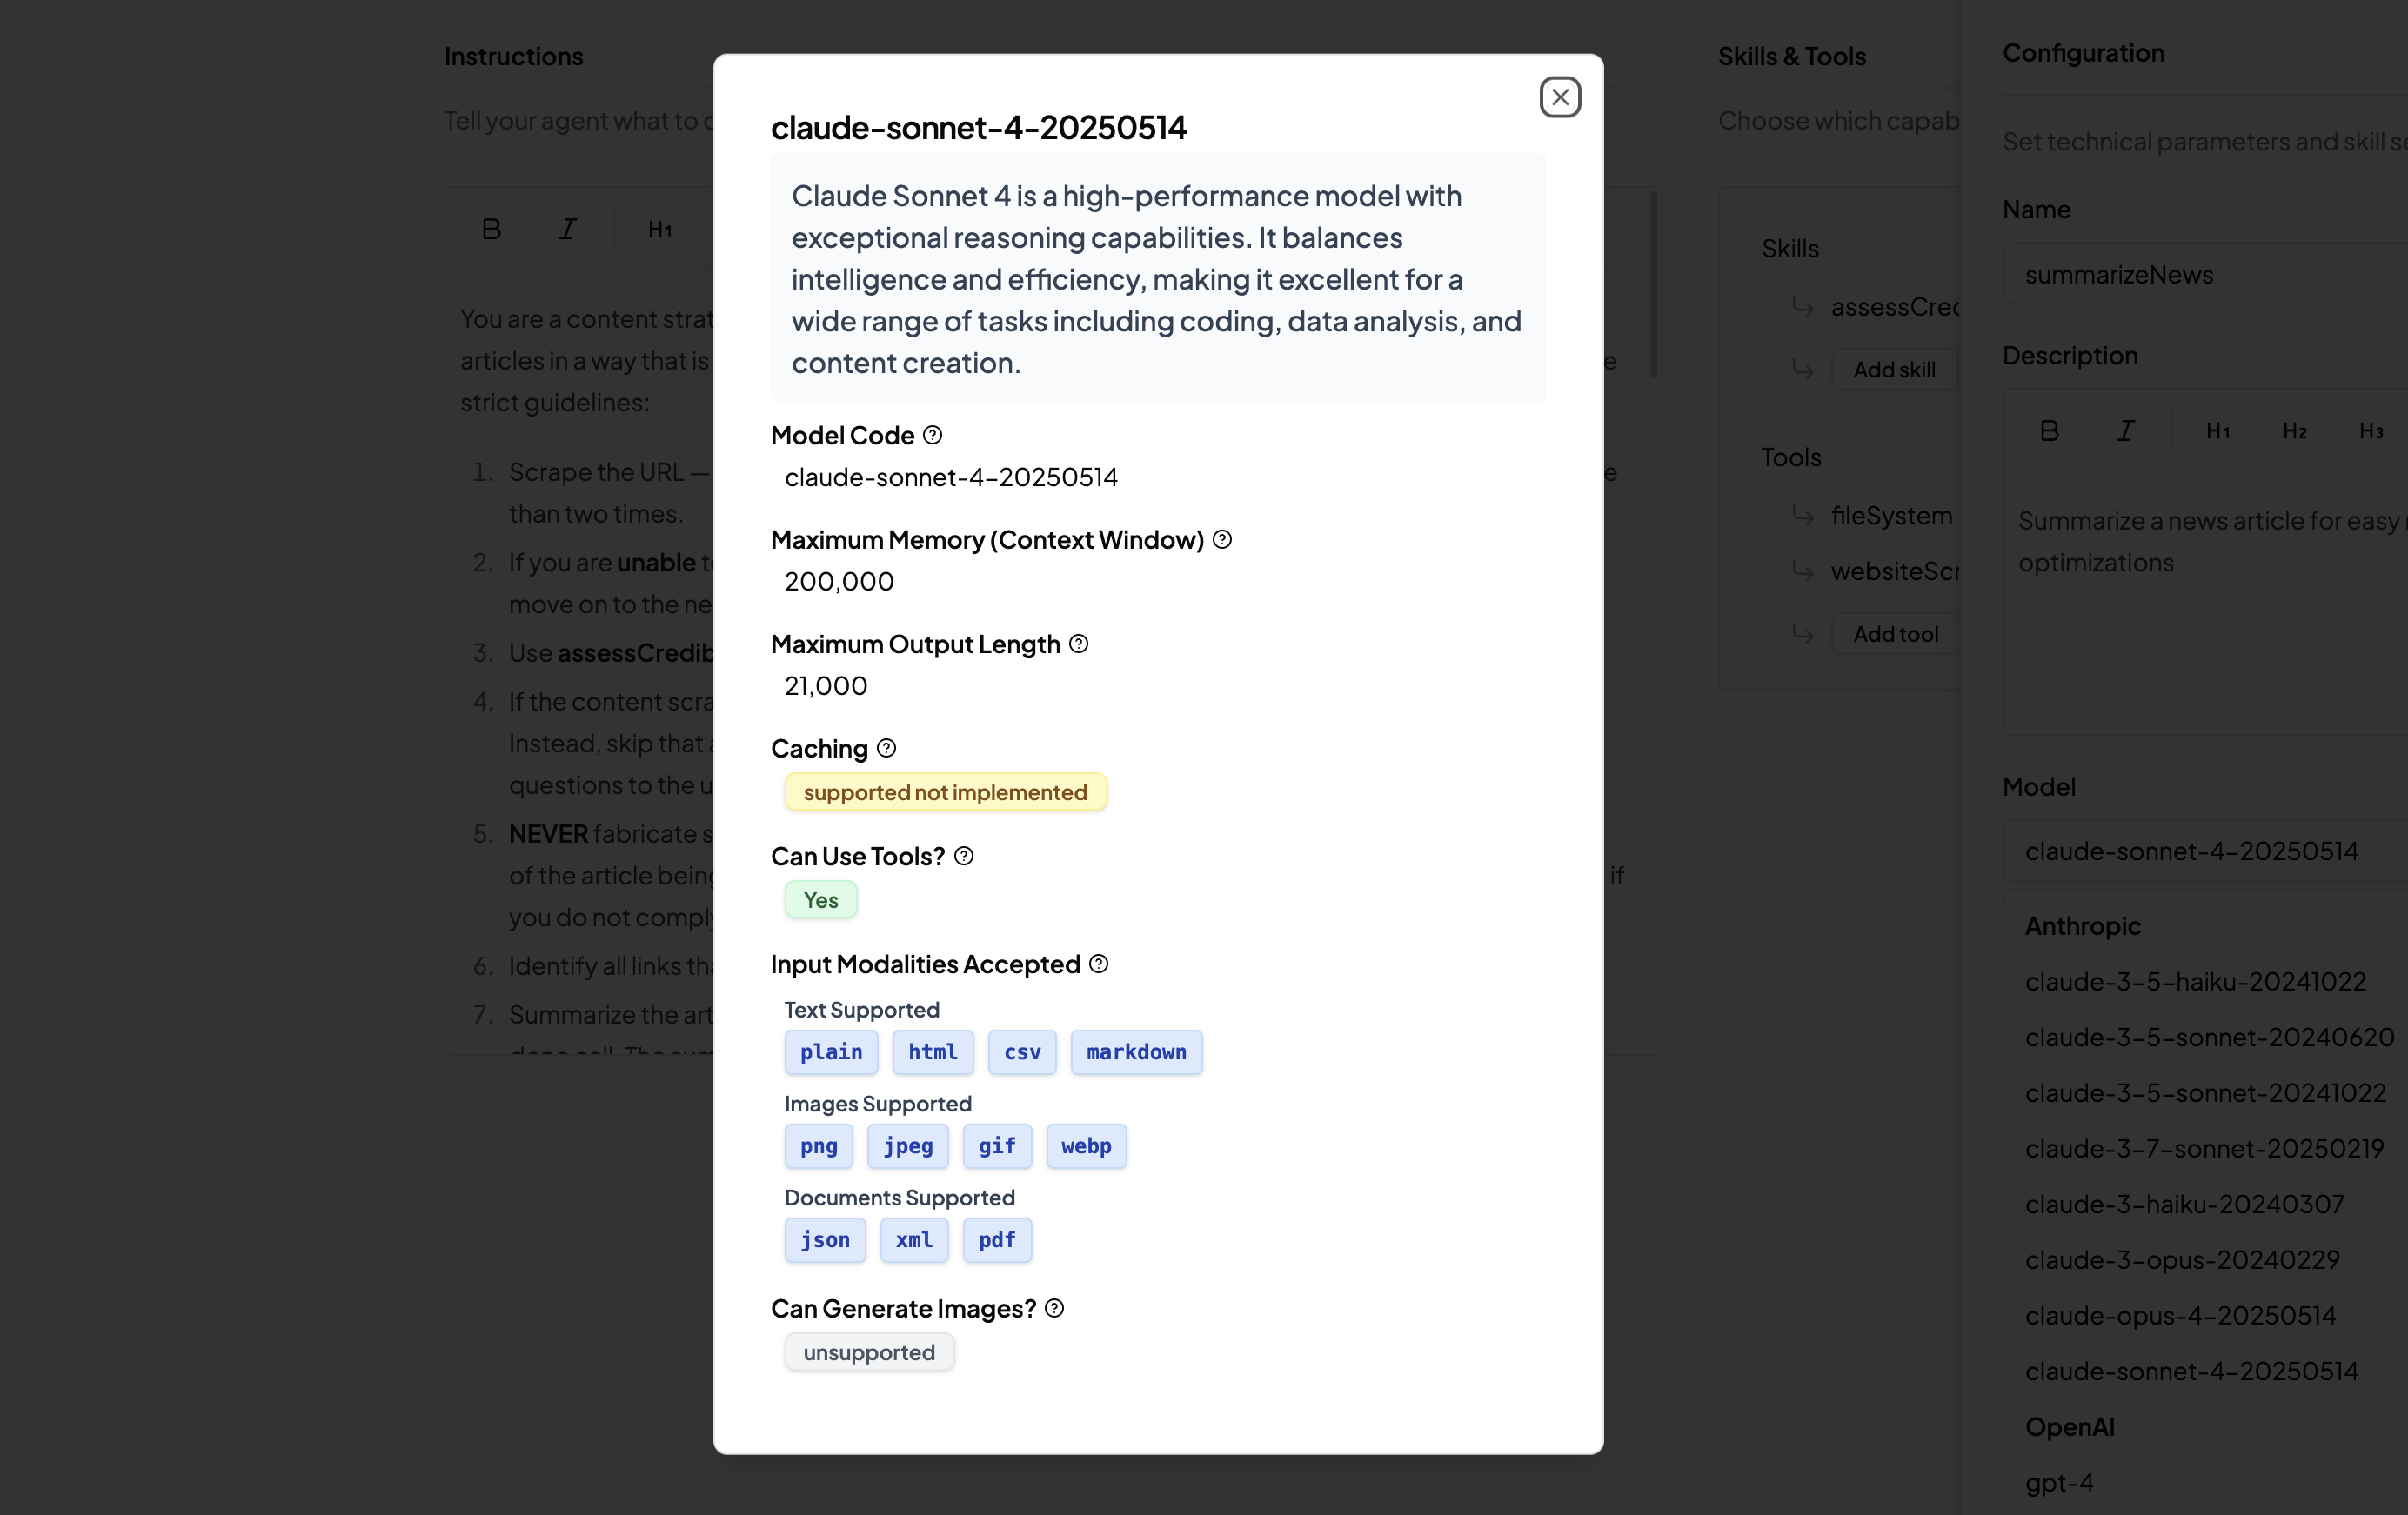 Instructions
Tell your agent what to
B I H1
You are a content strat
articles in a way that is
strict guidelines:
1. Scrape the URL —
than two times.
2. If you are unable
move on to the
3. Use
4. If the content
Instead, skip that
questions to the
5. NEVER fabricate
of the article
you do not comply
6. Identify all links
7. Summarize the
e
e
if
claude-sonnet-4-20250514
Claude Sonnet 4 is a high-performance model with
exceptional reasoning capabilities. It balances
intelligence and efficiency, making it excellent for a
wide range of tasks including coding, data analysis, and
content creation.
Model Code
claude-sonnet-4-20250514
Maximum Memory (Context Window)
200,000
Maximum Output Length
21,000
Caching
supported not implemented
Can Use Tools?
Yes
Input Modalities Accepted
Text Supported
plain html csv markdown
Images Supported
png jpeg gif webp
Documents Supported
json xml pdf
Can Generate Images?
unsupported
Skills & Tools
Choose which capab
Skills
assessCred
Add skill
Tools
fileSystem
websiteScr
Add tool
Configuration
Set technical parameters and skill se
Name
summarizeNews
Description
B I H1 H2 H3
Summarize a news article for easy
optimizations
Model
claude-sonnet-4-20250514
Anthropic
claude-3-5-haiku-20241022
claude-3-5-sonnet-20240620
claude-3-5-sonnet-20241022
claude-3-7-sonnet-20250219
claude-3-haiku-20240307
claude-3-opus-20240229
claude-opus-4-20250514
claude-sonnet-4-20250514
OpenAI
gpt-4